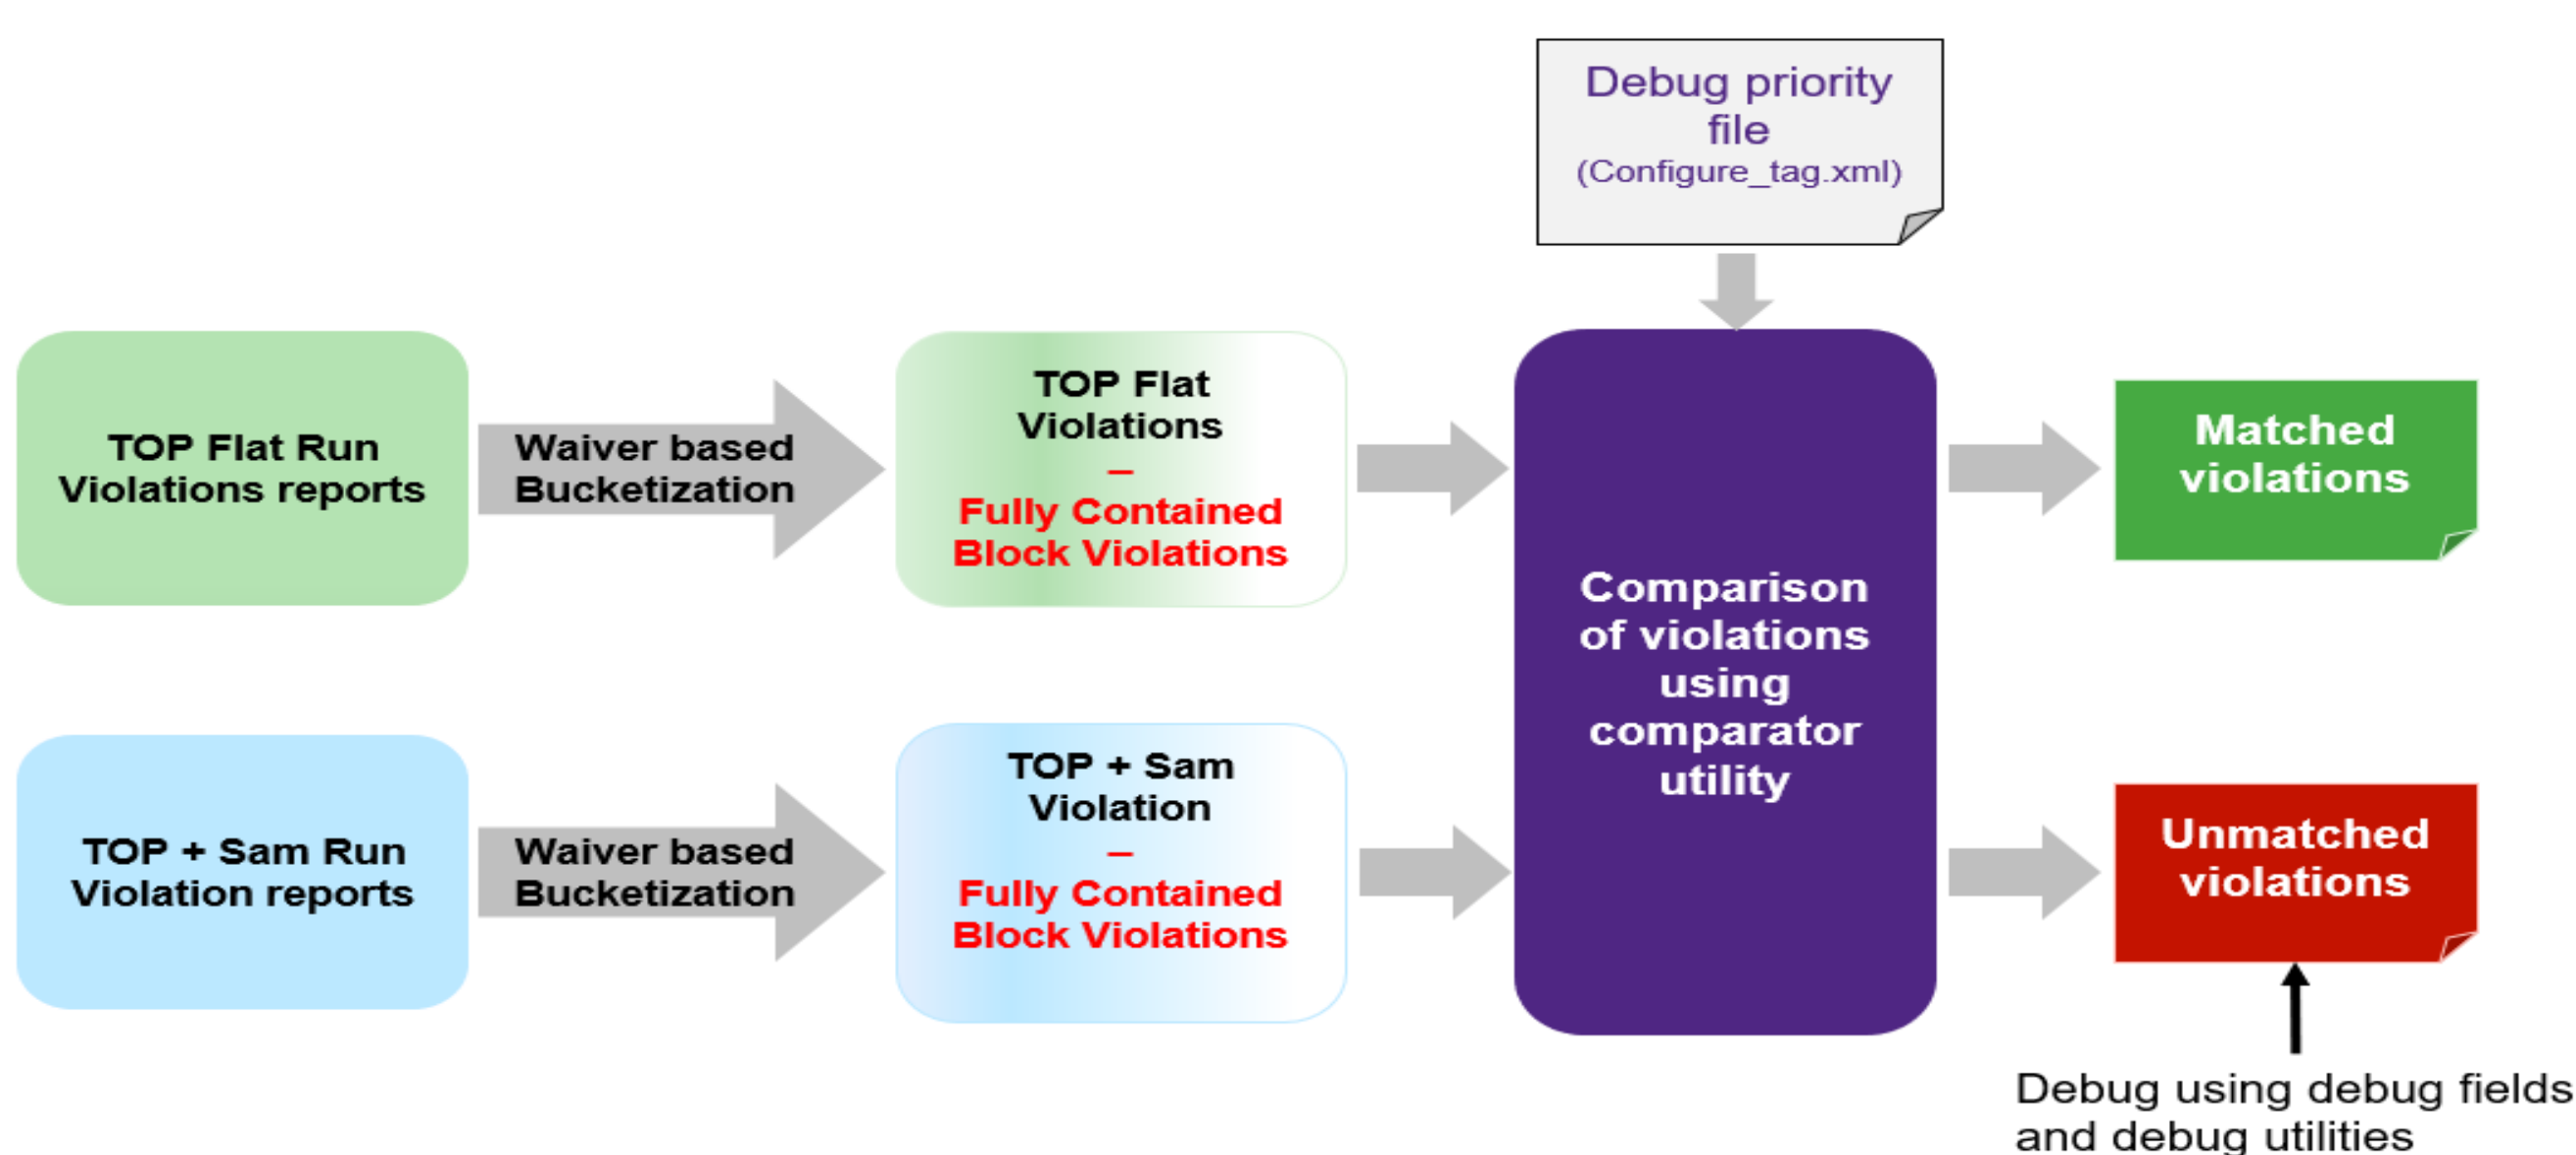 Debug priority
file
(Configure_tag.xml)
TOP Flat Run
Violations reports
Waiver based
Bucketization
TOP Flat
Violations
–
Fully Contained
Block Violations
Comparison
of violations
using
comparator
utility
Matched
violations
TOP + Sam Run
Violation reports
Waiver based
Bucketization
TOP + Sam
Violation
–
Fully Contained
Block Violations
Unmatched
violations
Debug using debug fields
and debug utilities